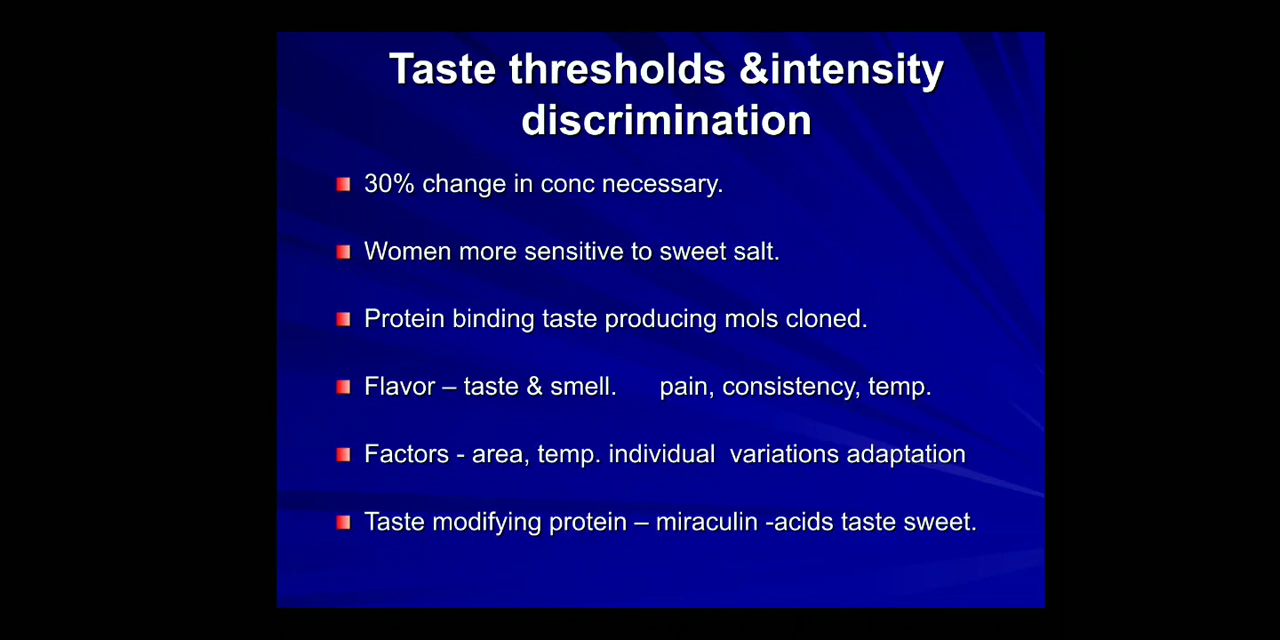 Taste thresholds &intensity
discrimination
30% change in conc necessary.
Women more sensitive to sweet salt.
Protein binding taste producing mols cloned.
Flavor – taste & smell. pain, consistency, temp.
Factors - area, temp. individual variations adaptation
Taste modifying protein – miraculin -acids taste sweet.